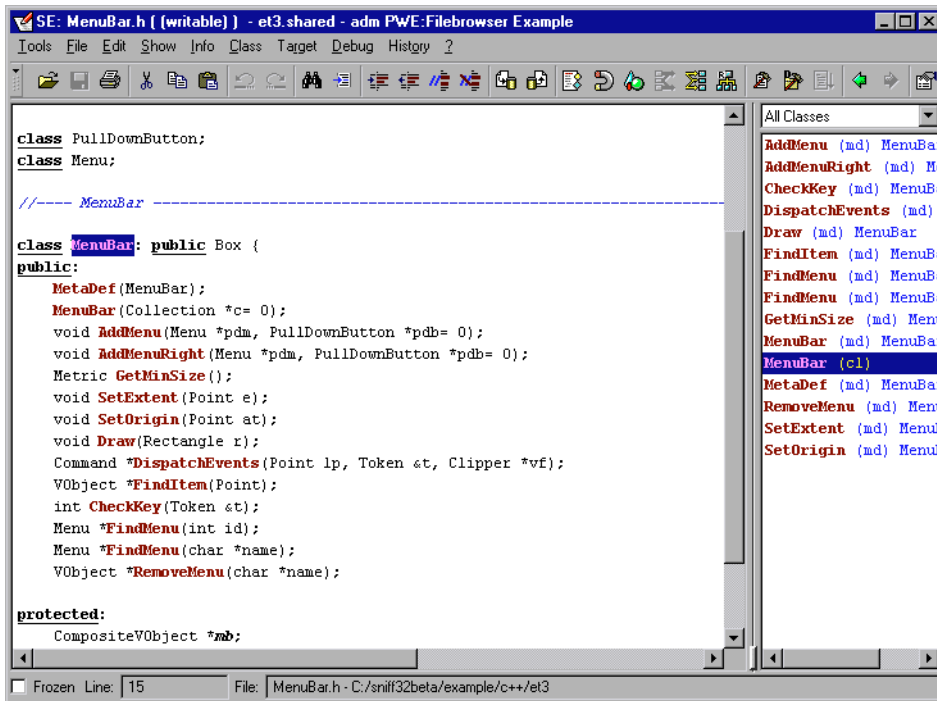 SE: MenuBar.h ( (writable) ) - et3.shared - adm PWE:Filebrowser Example
Tools File Edit Show Info Class Target Debug History ?
class PullDownButton;
class Menu;
//---- MenuBar ----------------------------------------------------------------
class MenuBar: public Box {
public:
MetaDef(MenuBar);
MenuBar(Collection *c= 0);
void AddMenu(Menu *pdm, PullDownButton *pdb= 0);
void AddMenuRight(Menu *pdm, PullDownButton *pdb= 0);
Metric GetMinSize();
void SetExtent(Point e);
void SetOrigin(Point at);
void Draw(Rectangle r);
Command *DispatchEvents(Point lp, Token &t, Clipper *vf);
VObject *FindItem(Point);
int CheckKey(Token &t);
Menu *FindMenu(int id);
Menu *FindMenu(char *name);
VObject *RemoveMenu(char *name);
protected:
CompositeVObject *mb;
All Classes
AddMenu (md) MenuBa
AddMenuRight (md) M
CheckKey (md) MenuB
DispatchEvents (md)
Draw (md) MenuBar
FindItem (md) MenuB
FindMenu (md) MenuB
FindMenu (md) MenuB
GetMinSize (md) Menu
MenuBar (md) MenuBa
MenuBar (cl)
MetaDef (md) MenuBa
RemoveMenu (md) Menu
SetExtent (md) MenuB
SetOrigin (md) MenuB
Frozen Line: 15 File: MenuBar.h - C:/sniff32beta/example/c++/et3